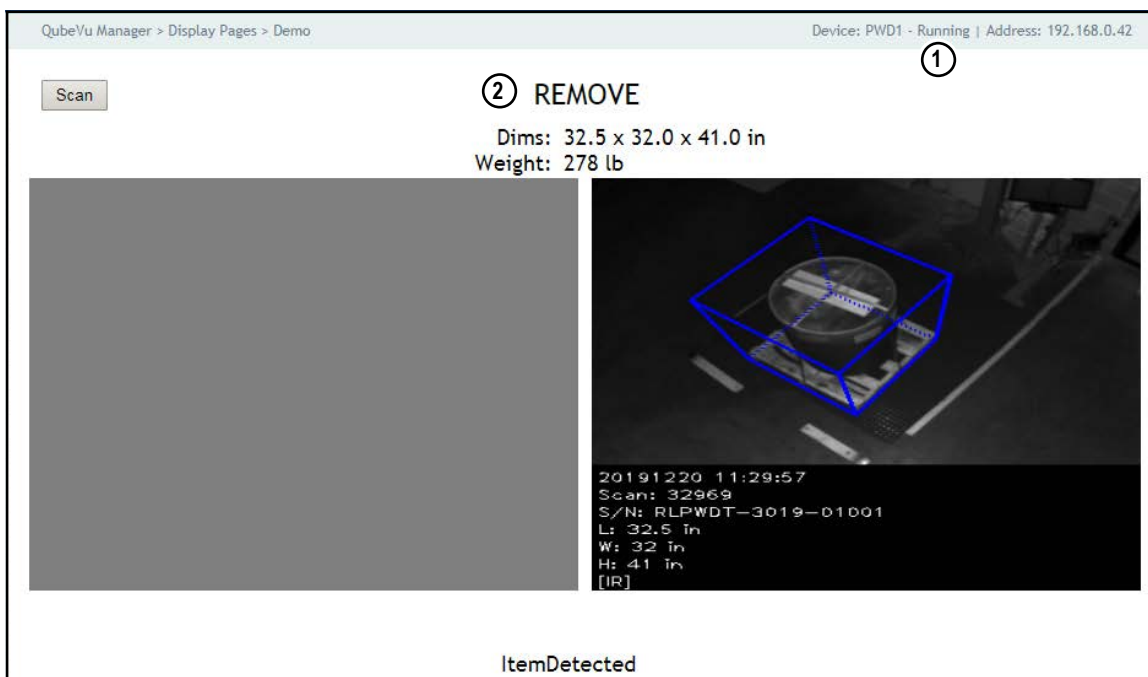 QubeVu Manager > Display Pages > Demo
Device: PWD1 - Running | Address: 192.168.0.42
1
Scan
2 REMOVE
Dims: 32.5 x 32.0 x 41.0 in
Weight: 278 lb
20191220 11:29:57
Scan: 32969
S/N: RLPWDT-3019-01001
L: 32.5 in
W: 32 in
H: 41 in
[IR]
ItemDetected